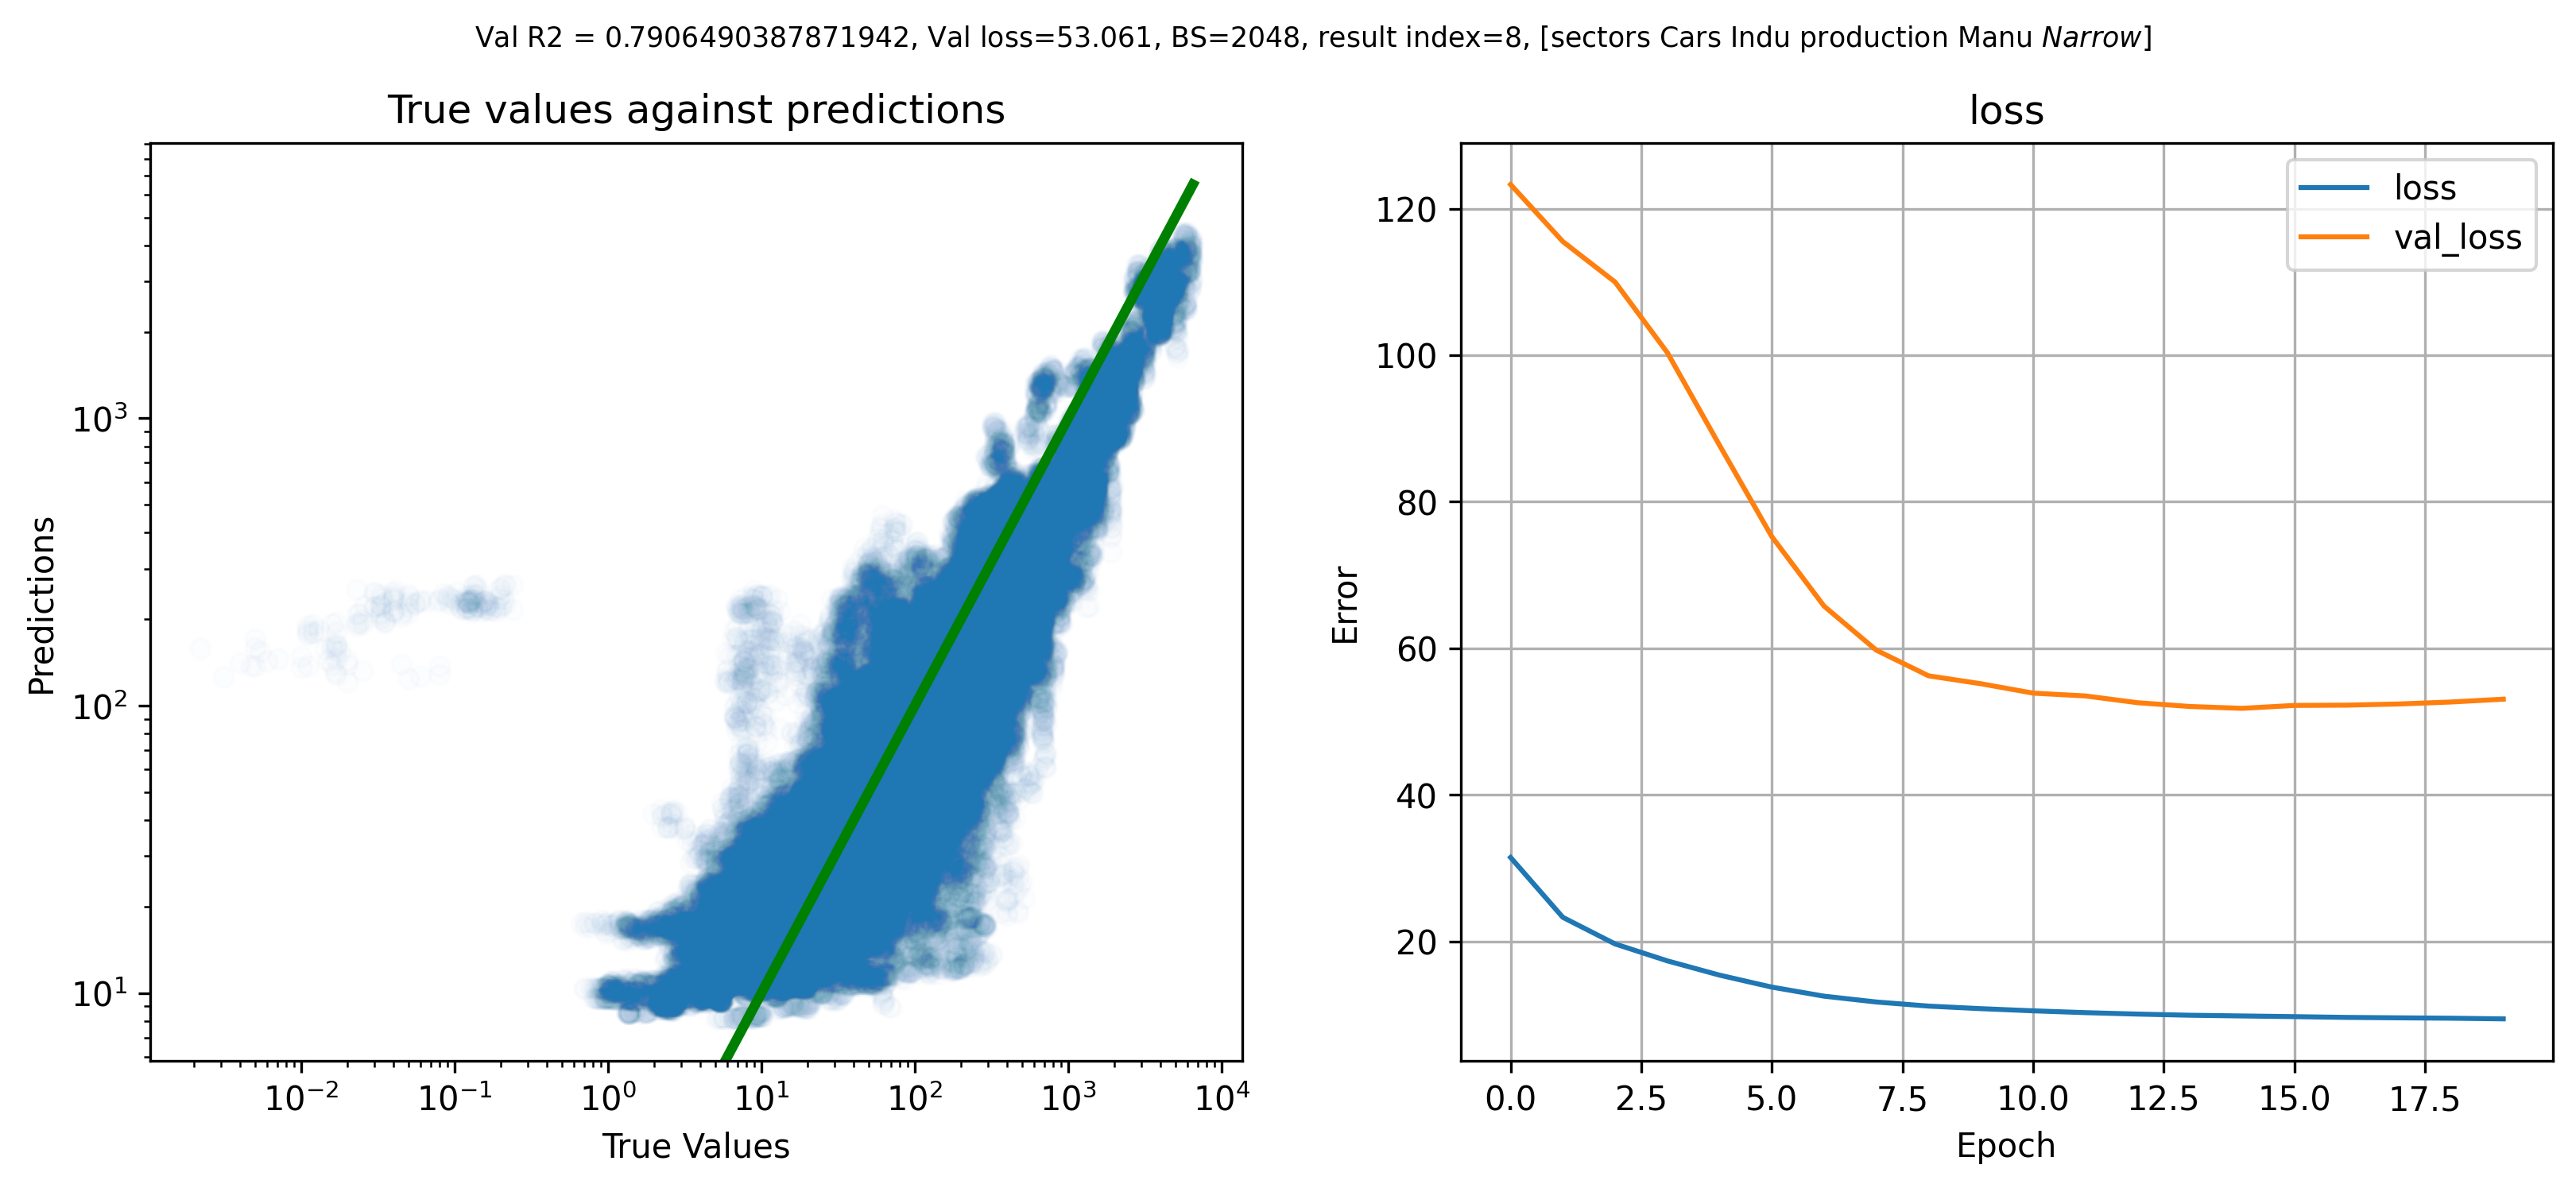 Val R2 = 0.7906490387871942, Val loss=53.061, BS=2048, result index=8, [sectors Cars Indu production Manu Narrow]
True values against predictions
Predictions
10³
10²
10¹
10⁻²
10⁻¹
10⁰
10¹
10²
10³
10⁴
True Values
loss
loss
val_loss
Error
120
100
80
60
40
20
0.0
2.5
5.0
7.5
10.0
12.5
15.0
17.5
Epoch